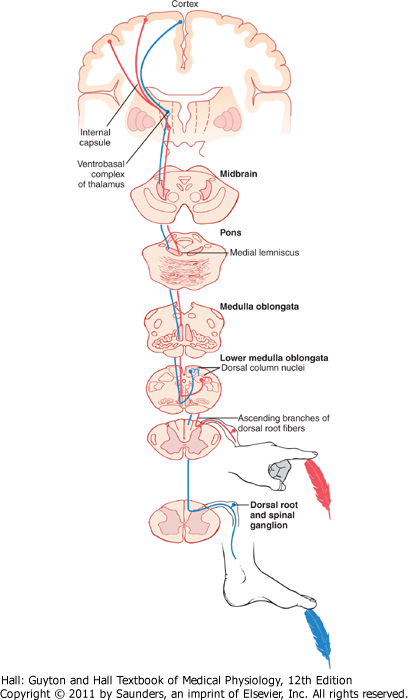 Cortex
Internal
capsule
Ventrobasal
complex
of thalamus
Midbrain
Pons
Medial lemniscus
Medulla oblongata
Lower medulla oblongata
Dorsal column nuclei
Ascending branches of
dorsal root fibers
Dorsal root
and spinal
ganglion
Hall: Guyton and Hall Textbook of Medical Physiology, 12th Edition
Copyright © 2011 by Saunders, an imprint of Elsevier, Inc. All rights reserved.